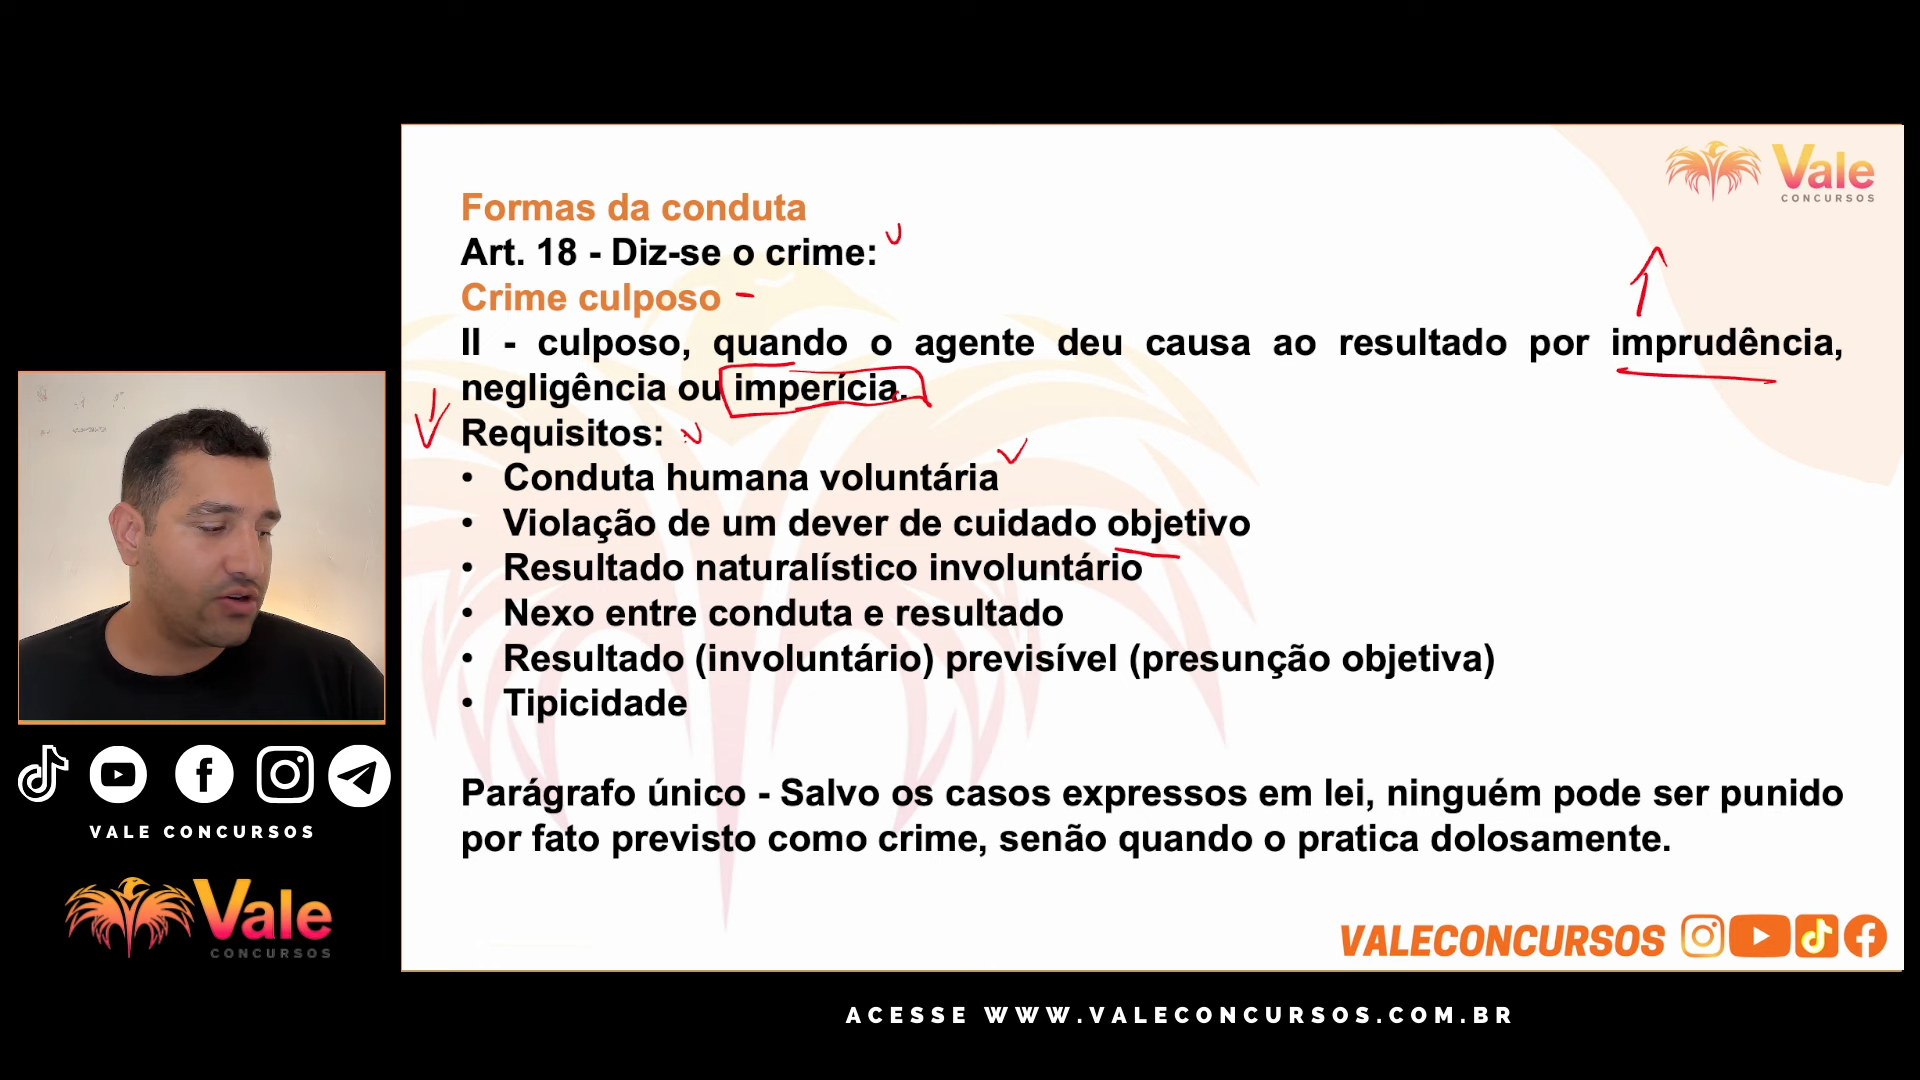 Vale
CONCURSOS
Formas da conduta
Art. 18 - Diz-se o crime:
Crime culposo
II - culposo, quando o agente deu causa ao resultado por imprudência,
negligência ou imperícia.
Requisitos:
• Conduta humana voluntária
• Violação de um dever de cuidado objetivo
• Resultado naturalístico involuntário
• Nexo entre conduta e resultado
• Resultado (involuntário) previsível (presunção objetiva)
• Tipicidade
Parágrafo único - Salvo os casos expressos em lei, ninguém pode ser punido
por fato previsto como crime, senão quando o pratica dolosamente.
VALE CONCURSOS
Vale
CONCURSOS
VALECONCURSOS
ACESSE WWW.VALECONCURSOS.COM.BR